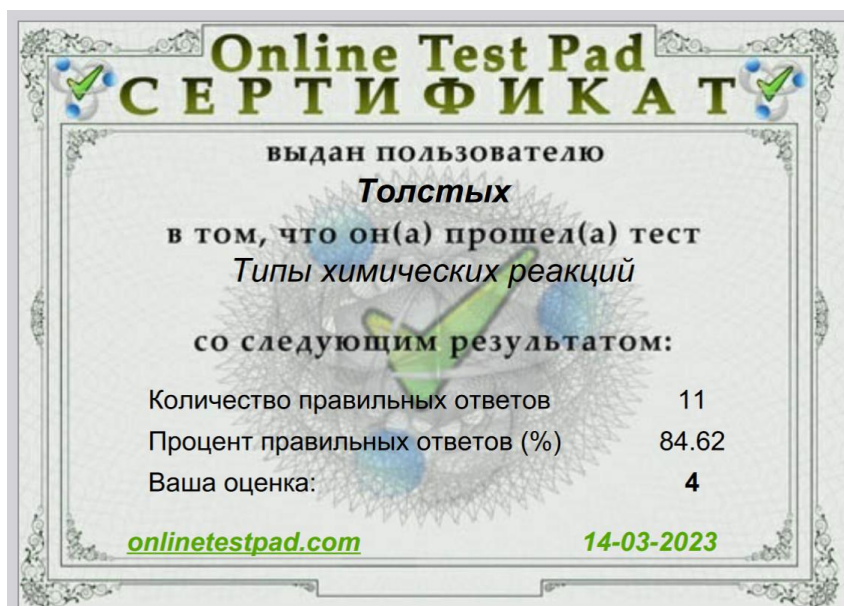 Online Test Pad
СЕРТИФИКАТ
выдан пользователю
Толстых
в том, что он(а) прошел(а) тест
Типы химических реакций
со следующим результатом:
Количество правильных ответов 11
Процент правильных ответов (%) 84.62
Ваша оценка: 4
onlinetestpad.com 14-03-2023